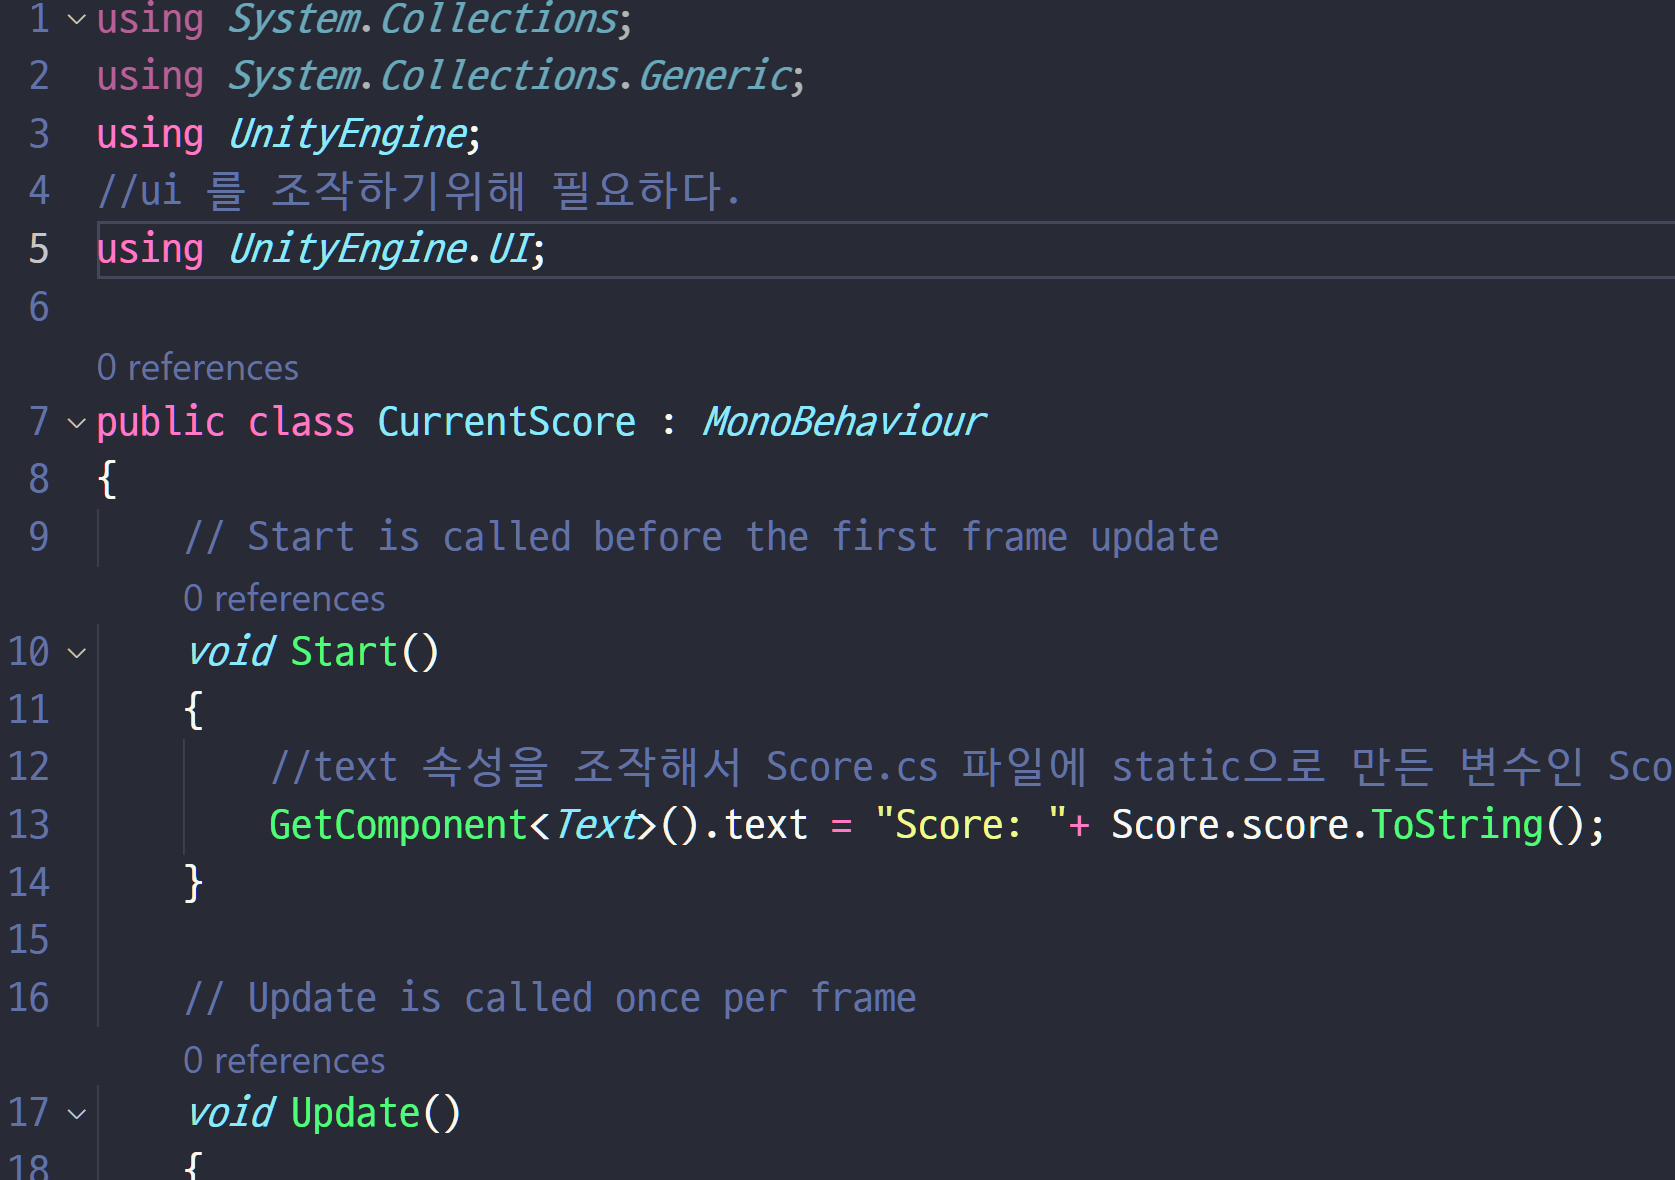 1 using System.Collections;
2 using System.Collections.Generic;
3 using UnityEngine;
4 //ui 를 조작하기위해 필요하다.
5 using UnityEngine.UI;
6
0 references
7 public class CurrentScore : MonoBehaviour
8 {
9 // Start is called before the first frame update
0 references
10 void Start()
11 {
12 //text 속성을 조작해서 Score.cs 파일에 static으로 만든 변수인 Sco
13 GetComponent<Text>().text = "Score: "+ Score.score.ToString();
14 }
15
16 // Update is called once per frame
0 references
17 void Update()
18 {